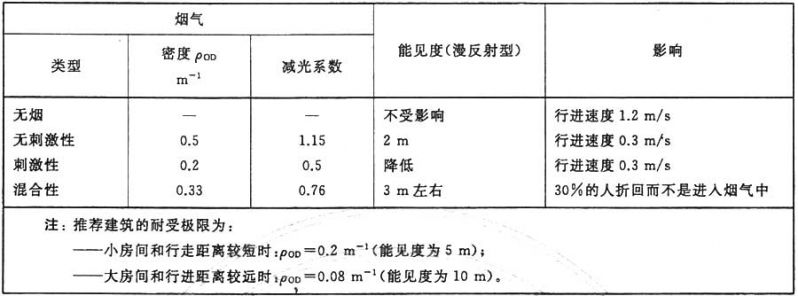 烟气
能见度(漫反射型)
影响
类型
密度 ρOD
m⁻¹
减光系数
无烟 — — 不受影响 行进速度 1.2 m/s
无刺激性 0.5 1.15 2 m 行进速度 0.3 m/s
刺激性 0.2 0.5 降低 行进速度 0.3 m/s
混合性 0.33 0.76 3 m 左右 30%的人折回而不是进入烟气中
注：推荐建筑的耐受极限为：
——小房间和行走距离较短时：ρOD=0.2 m⁻¹(能见度为 5 m)；
——大房间和行进距离较远时：ρOD=0.08 m⁻¹(能见度为 10 m)。